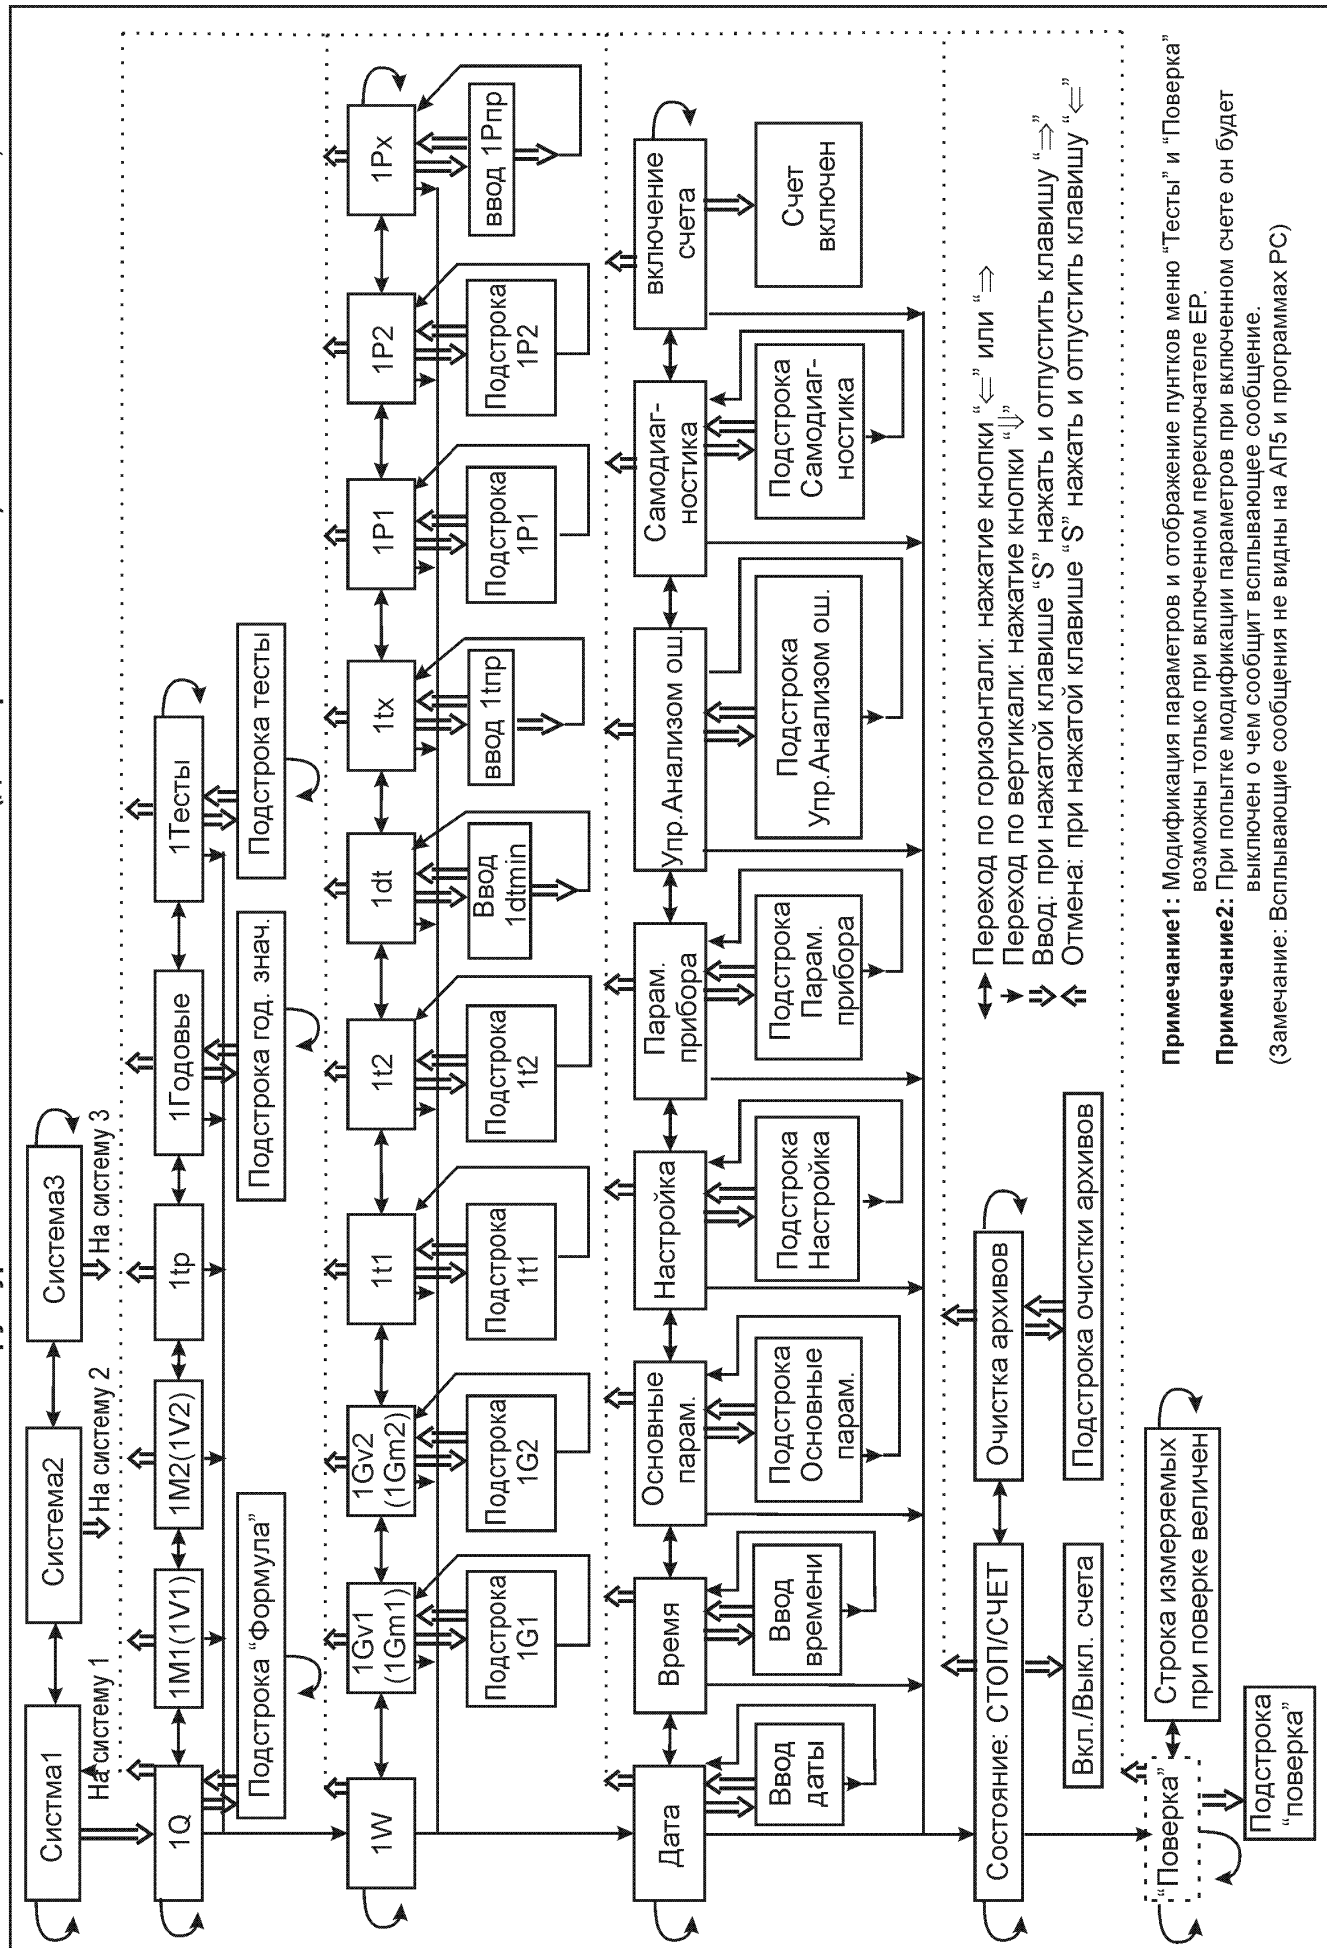 Систма1
Система2
Система3
На систему 1
На систему 2
На систему 3
1Q
1M1(1V1)
1M2(1V2)
1tp
1Годовые
1Тесты
Подстрока “Формула”
Подстрока год. знач.
Подстрока тесты
1W
1Gv1
(1Gm1)
1Gv2
(1Gm2)
1t1
1t2
1dt
1tx
1P1
1P2
1Px
Подстрока
1G1
Подстрока
1G2
Подстрока
1t1
Подстрока
1t2
Ввод
1dtmin
ввод 1tпр
Подстрока
1P1
Подстрока
1P2
ввод 1Pпр
Дата
Время
Основные
парам.
Настройка
Парам.
прибора
Упр.Анализом ош.
Самодиаг-
ностика
включение
счета
Ввод
даты
Ввод
времени
Подстрока
Основные
парам.
Подстрока
Настройка
Подстрока
Парам.
прибора
Подстрока
Упр.Анализом ош.
Подстрока
Самодиаг-
ностика
Счет
включен
Состояние: СТОП/СЧЕТ
Очистка архивов
Вкл./Выкл. счета
Подстрока очистки архивов
“Поверка”
Строка измеряемых
при поверке величен
Подстрока
“поверка”
Переход по горизонтали: нажатие кнопки “⇐” или “⇒
Переход по вертикали: нажатие кнопки “⇓”
Ввод: при нажатой клавише “S” нажать и отпустить клавишу “⇒”
Отмена: при нажатой клавише “S” нажать и отпустить клавишу “⇐”
Примечание1: Модификация параметров и отображение пунтков меню “Тесты” и “Поверка”
возможны только при включенном переключателе EP.
Примечание2: При попытке модификации параметров при включенном счете он будет
выключен о чем сообщит всплывающее сообщение.
(Замечание: Всплывающие сообщения не видны на АП5 и программах РС)